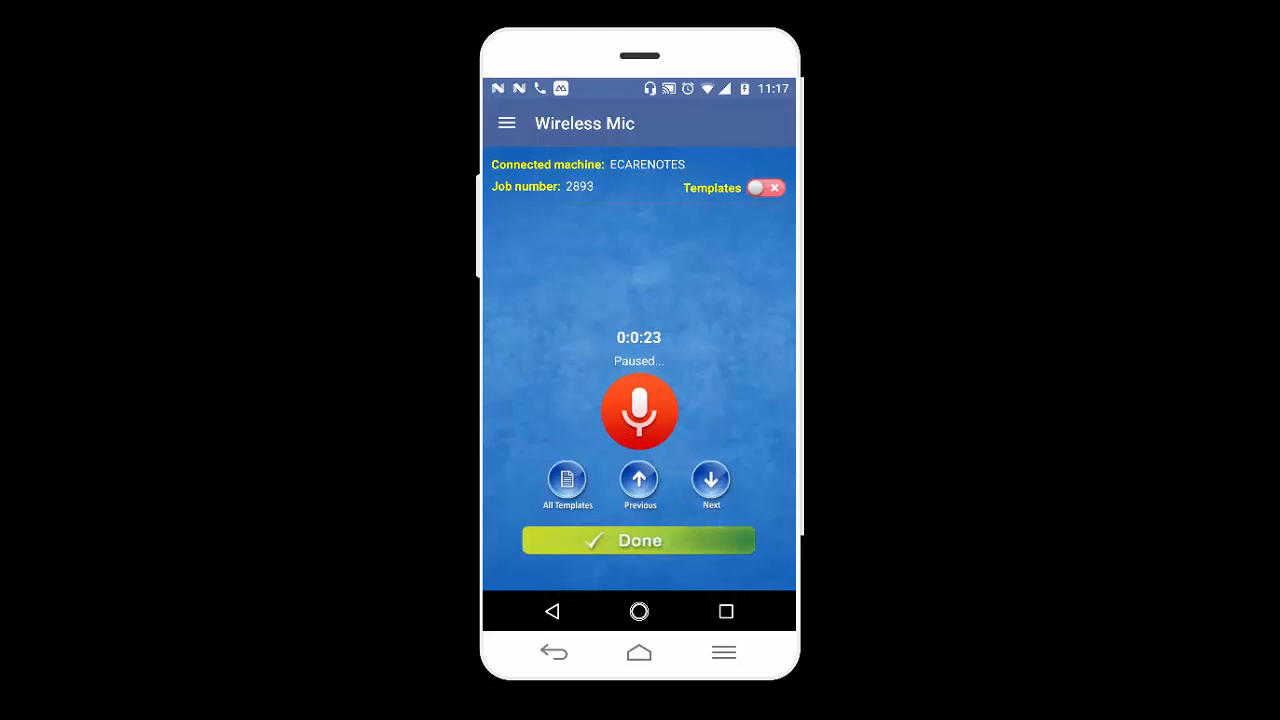 11:17
Wireless Mic
Connected machine: ECARENOTES
Job number: 2893
Templates
0:0:23
Paused...
All Templates
Previous
Next
Done